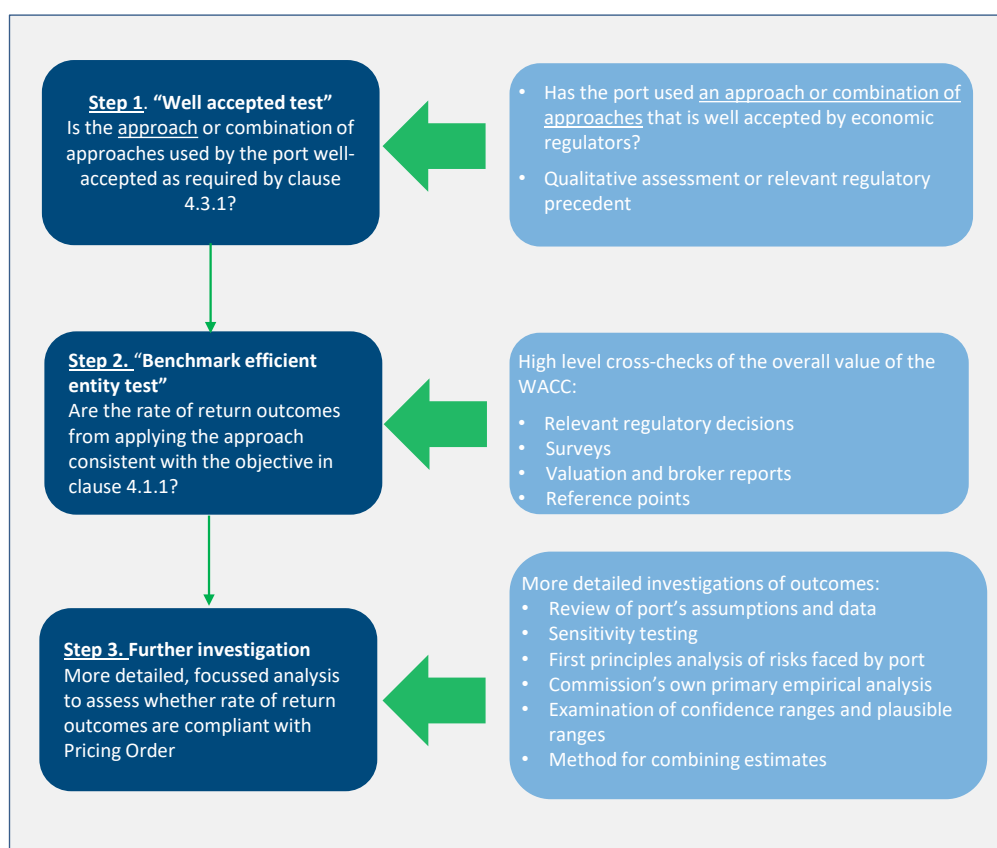 Step 1. “Well accepted test”
Is the approach or combination of
approaches used by the port well-
accepted as required by clause
4.3.1?
• Has the port used an approach or combination of
approaches that is well accepted by economic
regulators?
• Qualitative assessment or relevant regulatory
precedent
Step 2. “Benchmark efficient
entity test”
Are the rate of return outcomes
from applying the approach
consistent with the objective in
clause 4.1.1?
High level cross-checks of the overall value of the
WACC:
• Relevant regulatory decisions
• Surveys
• Valuation and broker reports
• Reference points
Step 3. Further investigation
More detailed, focussed analysis
to assess whether rate of return
outcomes are compliant with
Pricing Order
More detailed investigations of outcomes:
• Review of port’s assumptions and data
• Sensitivity testing
• First principles analysis of risks faced by port
• Commission’s own primary empirical analysis
• Examination of confidence ranges and plausible
ranges
• Method for combining estimates